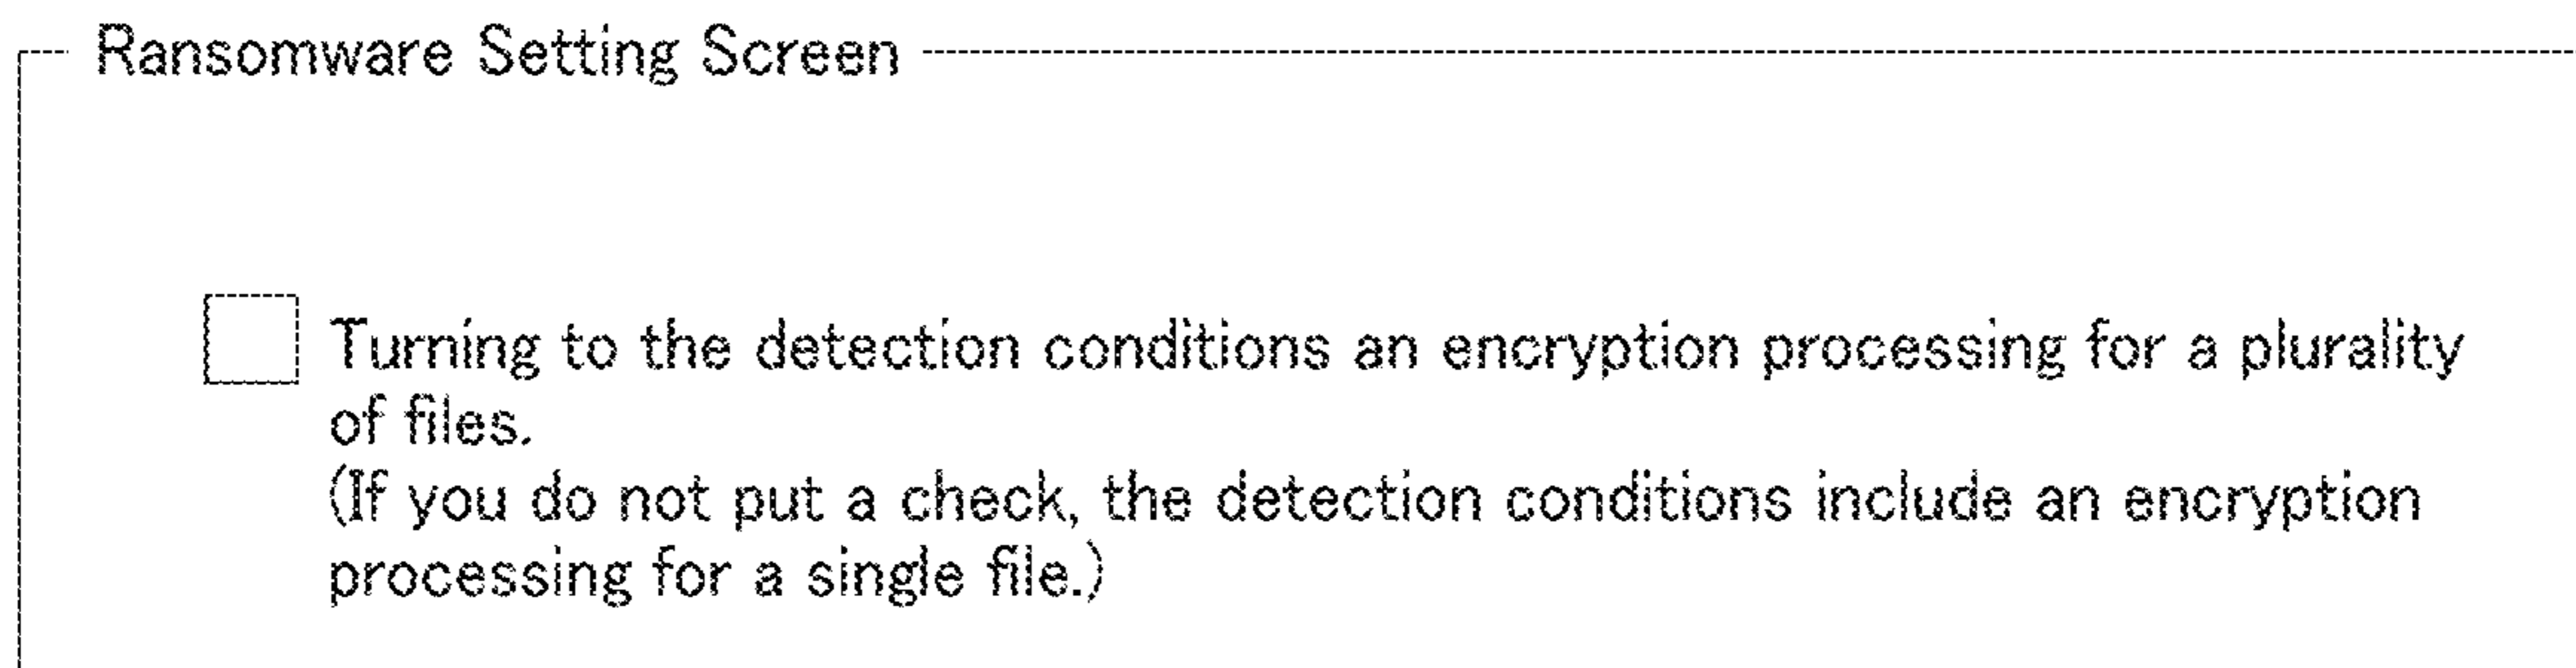 Ransomware Setting Screen
Turning to the detection conditions an encryption processing for a plurality
of files.
(If you do not put a check, the detection conditions include an encryption
processing for a single file.)